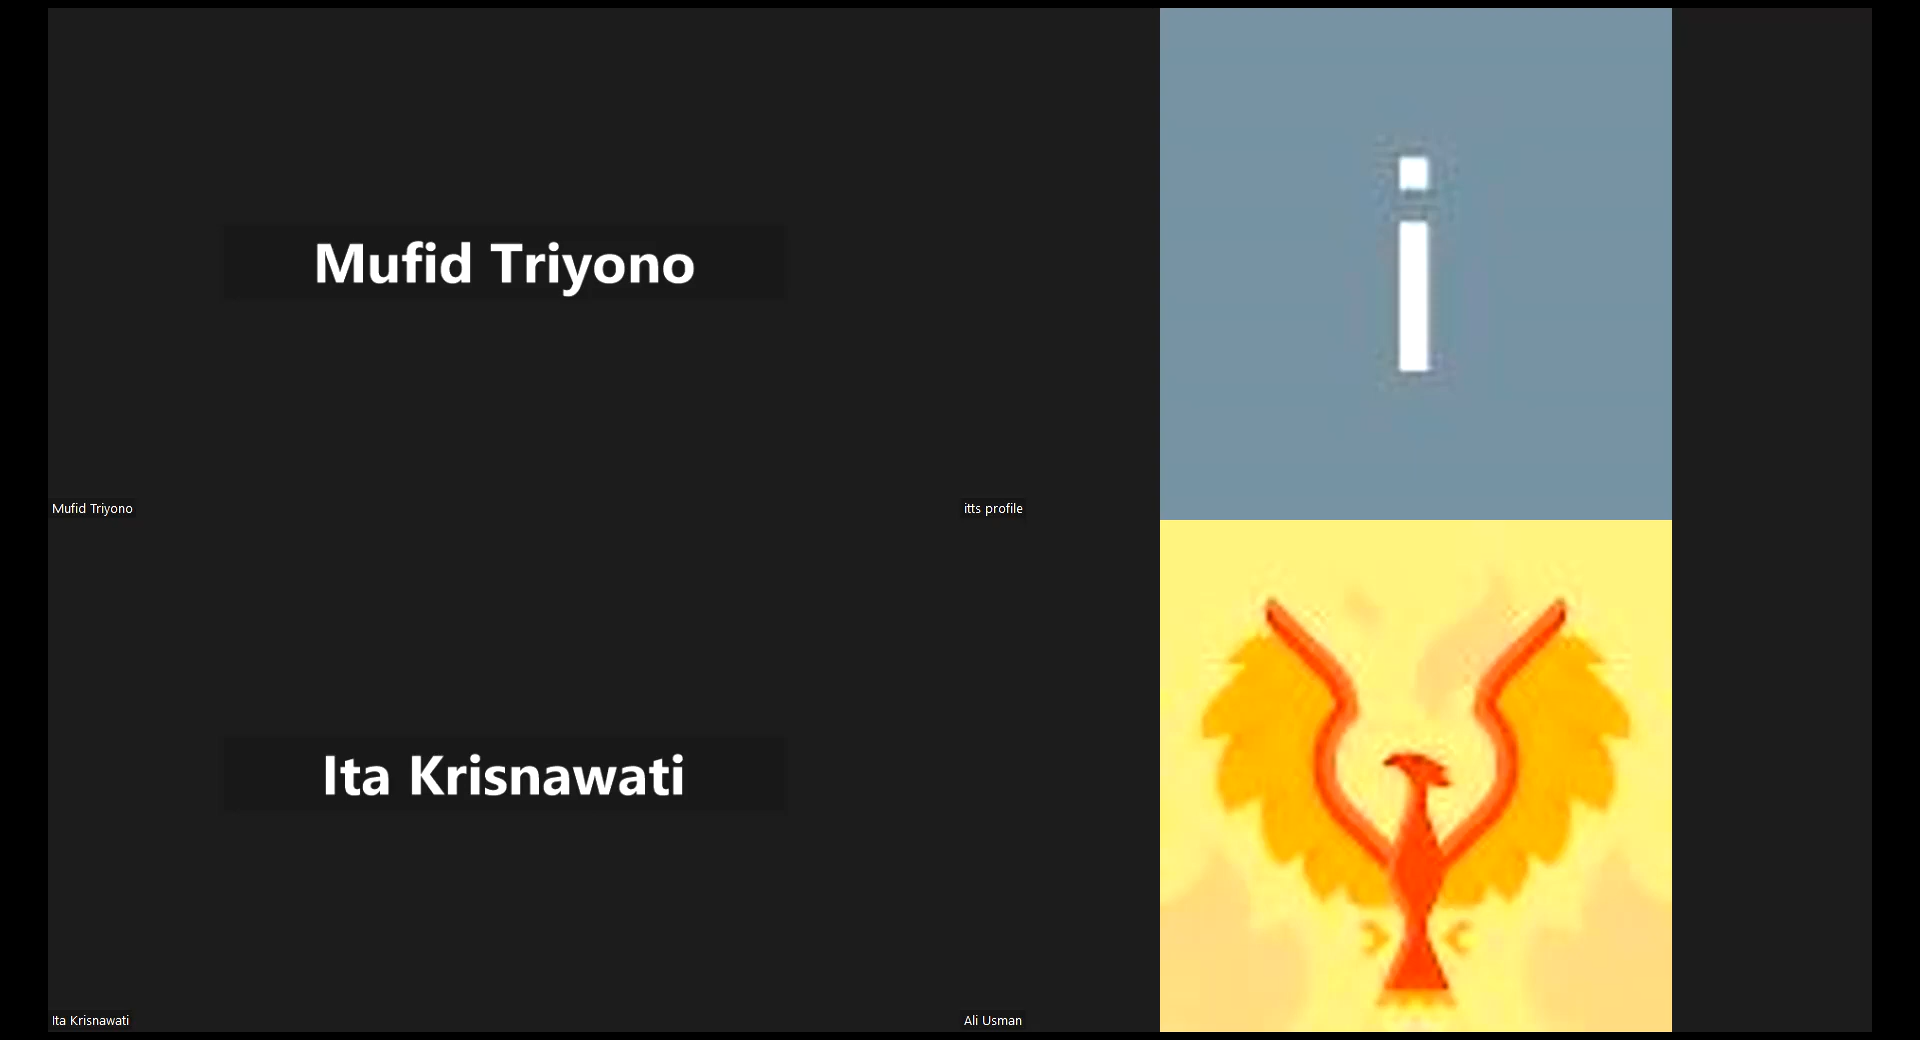 Mufid Triyono
i
Mufid Triyono
itts profile
Ita Krisnawati
Ita Krisnawati
Ali Usman